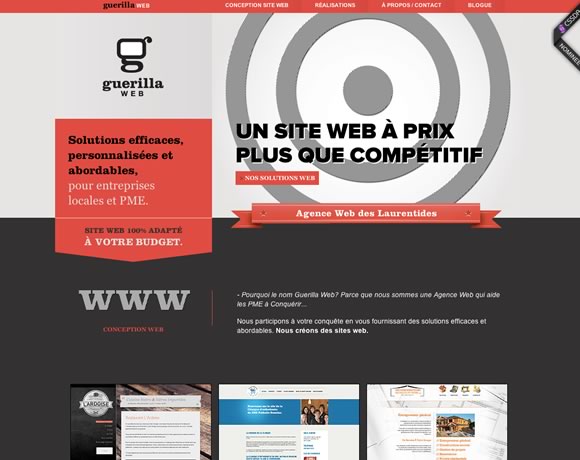 guerilla WEB
CONCEPTION SITE WEB
RÉALISATIONS
À PROPOS / CONTACT
BLOGUE
CSSDA
NOMINEE
guerilla
WEB
Solutions efficaces,
personnalisées et
abordables,
pour entreprises
locales et PME.
SITE WEB 100% ADAPTÉ
À VOTRE BUDGET.
UN SITE WEB À PRIX
PLUS QUE COMPÉTITIF
NOS SOLUTIONS WEB
Agence Web des Laurentides
WWW
CONCEPTION WEB
- Pourquoi le nom Guerilla Web? Parce que nous sommes une Agence Web qui aide
les PME à Conquérir...
Nous participons à votre conquête en vous fournissant des solutions efficaces et
abordables. Nous créons des sites web.
L'ARDOISE